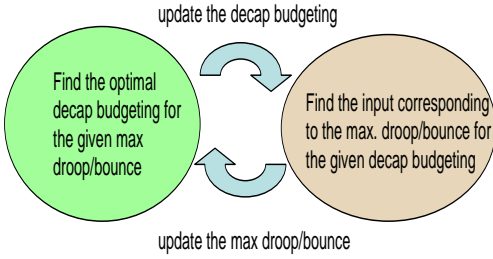 update the decap budgeting
Find the optimal
decap budgeting for
the given max
droop/bounce
Find the input corresponding
to the max. droop/bounce for
the given decap budgeting
update the max droop/bounce